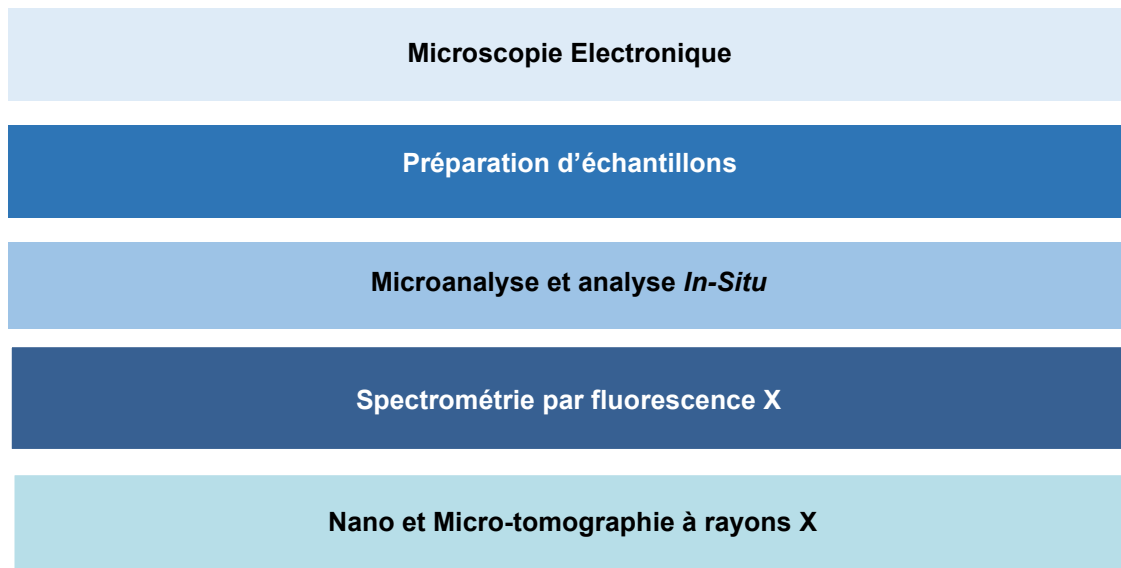 Microscopie Electronique
Préparation d’échantillons
Microanalyse et analyse In-Situ
Spectrométrie par fluorescence X
Nano et Micro-tomographie à rayons X